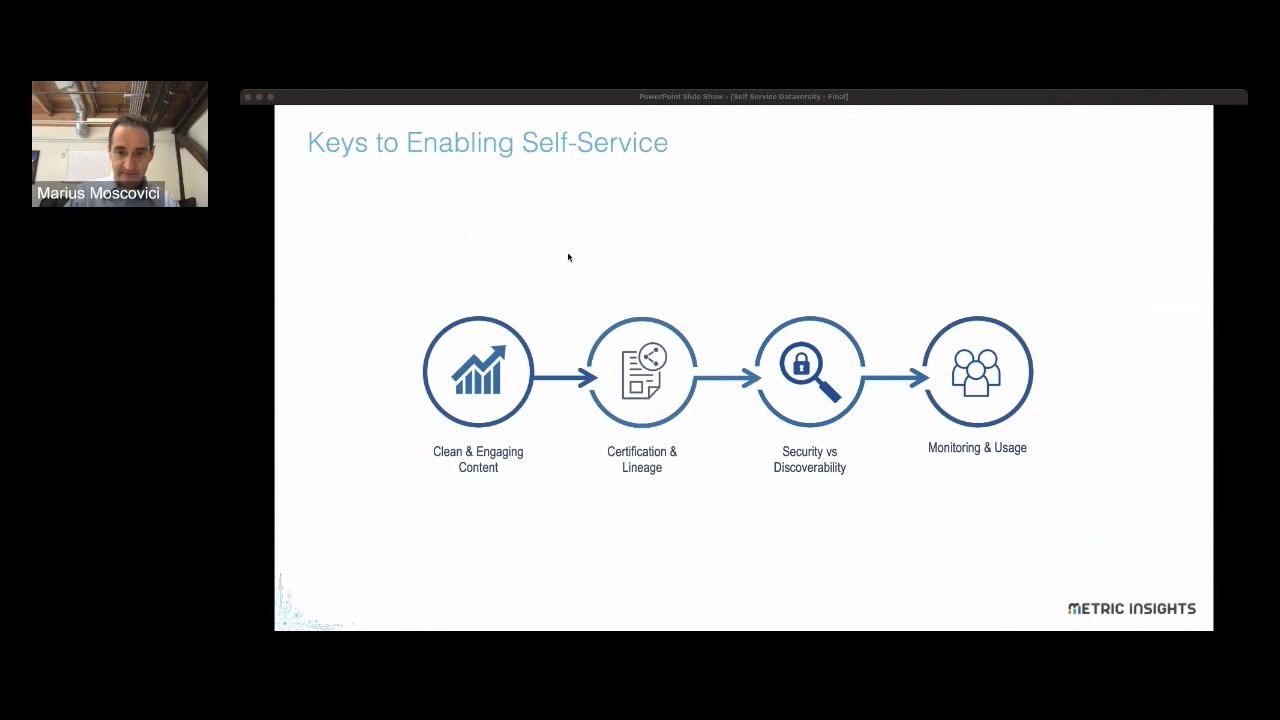 PowerPoint Slide Show - [Self Service Dataversity - Final]
Marius Moscovici
Keys to Enabling Self-Service
Clean & Engaging
Content
Certification &
Lineage
Security vs
Discoverability
Monitoring & Usage
METRIC INSIGHTS